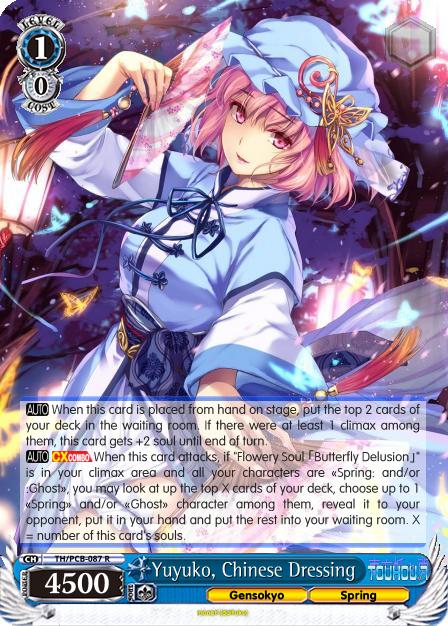 LEVEL
1
0
COST
AUTO When this card is placed from hand on stage, put the top 2 cards of
your deck in the waiting room. If there were at least 1 climax among
them, this card gets +2 soul until end of turn.
AUTO CXCOMBO When this card attacks, if "Flowery Soul「Butterfly Delusion」"
is in your climax area and all your characters are «Spring: and/or
:Ghost», you may look at up the top X cards of your deck, choose up to 1
«Spring» and/or «Ghost» character among them, reveal it to your
opponent, put it in your hand and put the rest into your waiting room. X
= number of this card's souls.
CH TH/PCB-087 R
POWER 4500 SOUL Yuyuko, Chinese Dressing TOUHOU
Gensokyo Spring